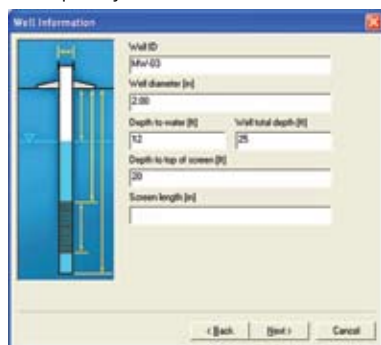 Well Information
Well ID
MW-03
Well diameter [in]
2.00
Depth to water [ft] Well total depth [ft]
12 25
Depth to top of screen [ft]
20
Screen length [in]
< Back Next > Cancel